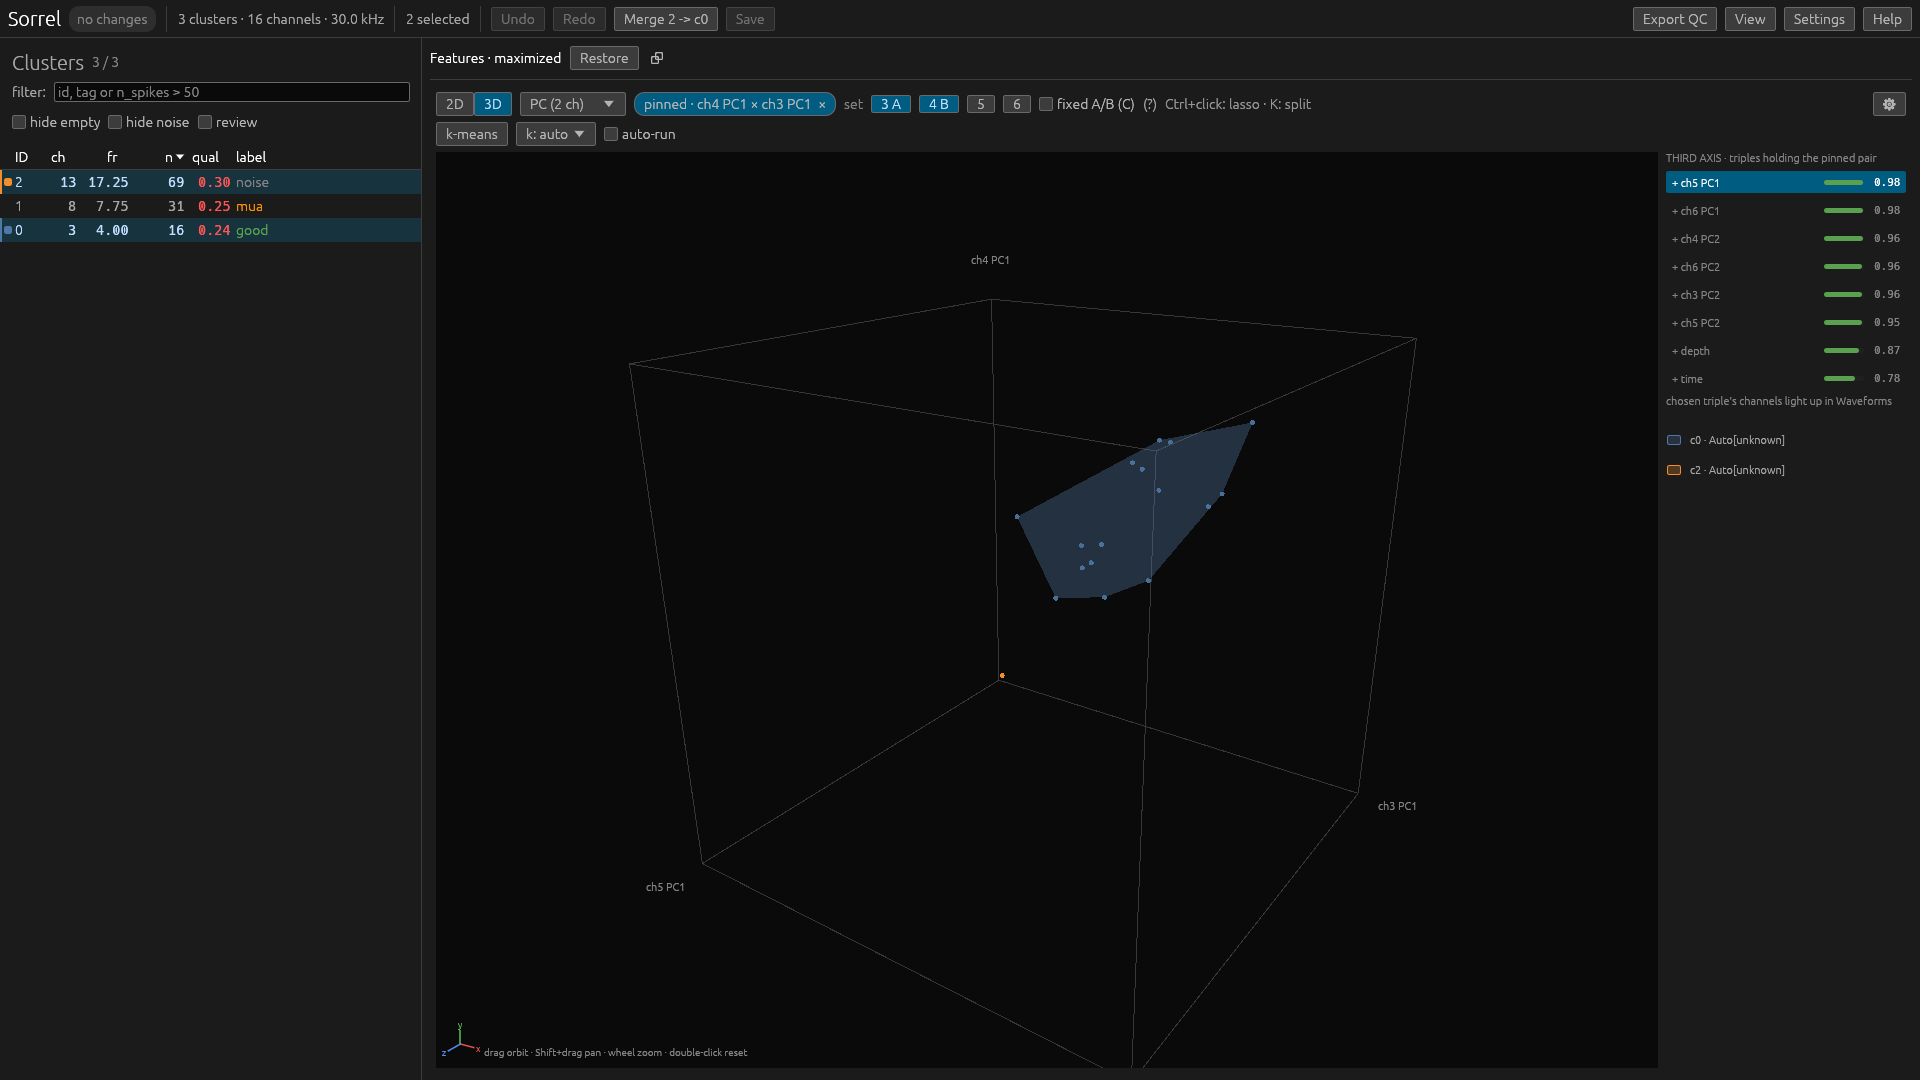 Sorrel no changes 3 clusters · 16 channels · 30.0 kHz 2 selected Undo Redo Merge 2 -> c0 Save Export QC View Settings Help
Clusters 3 / 3
filter: id, tag or n_spikes > 50
hide empty hide noise review
ID ch fr n qual label
2 13 17.25 69 0.30 noise
1 8 7.75 31 0.25 mua
0 3 4.00 16 0.24 good
Features · maximized Restore
2D 3D PC (2 ch) pinned · ch4 PC1 × ch3 PC1 × set 3 A 4 B 5 6 fixed A/B (C) (?) Ctrl+click: lasso · K: split
k-means k: auto auto-run
THIRD AXIS · triples holding the pinned pair
+ ch5 PC1 0.98
+ ch6 PC1 0.98
+ ch4 PC2 0.96
+ ch6 PC2 0.96
+ ch3 PC2 0.96
+ ch5 PC2 0.95
+ depth 0.87
+ time 0.78
chosen triple's channels light up in Waveforms
c0 · Auto[unknown]
c2 · Auto[unknown]
ch4 PC1
ch3 PC1
ch5 PC1
y
z x drag orbit · Shift+drag pan · wheel zoom · double-click reset